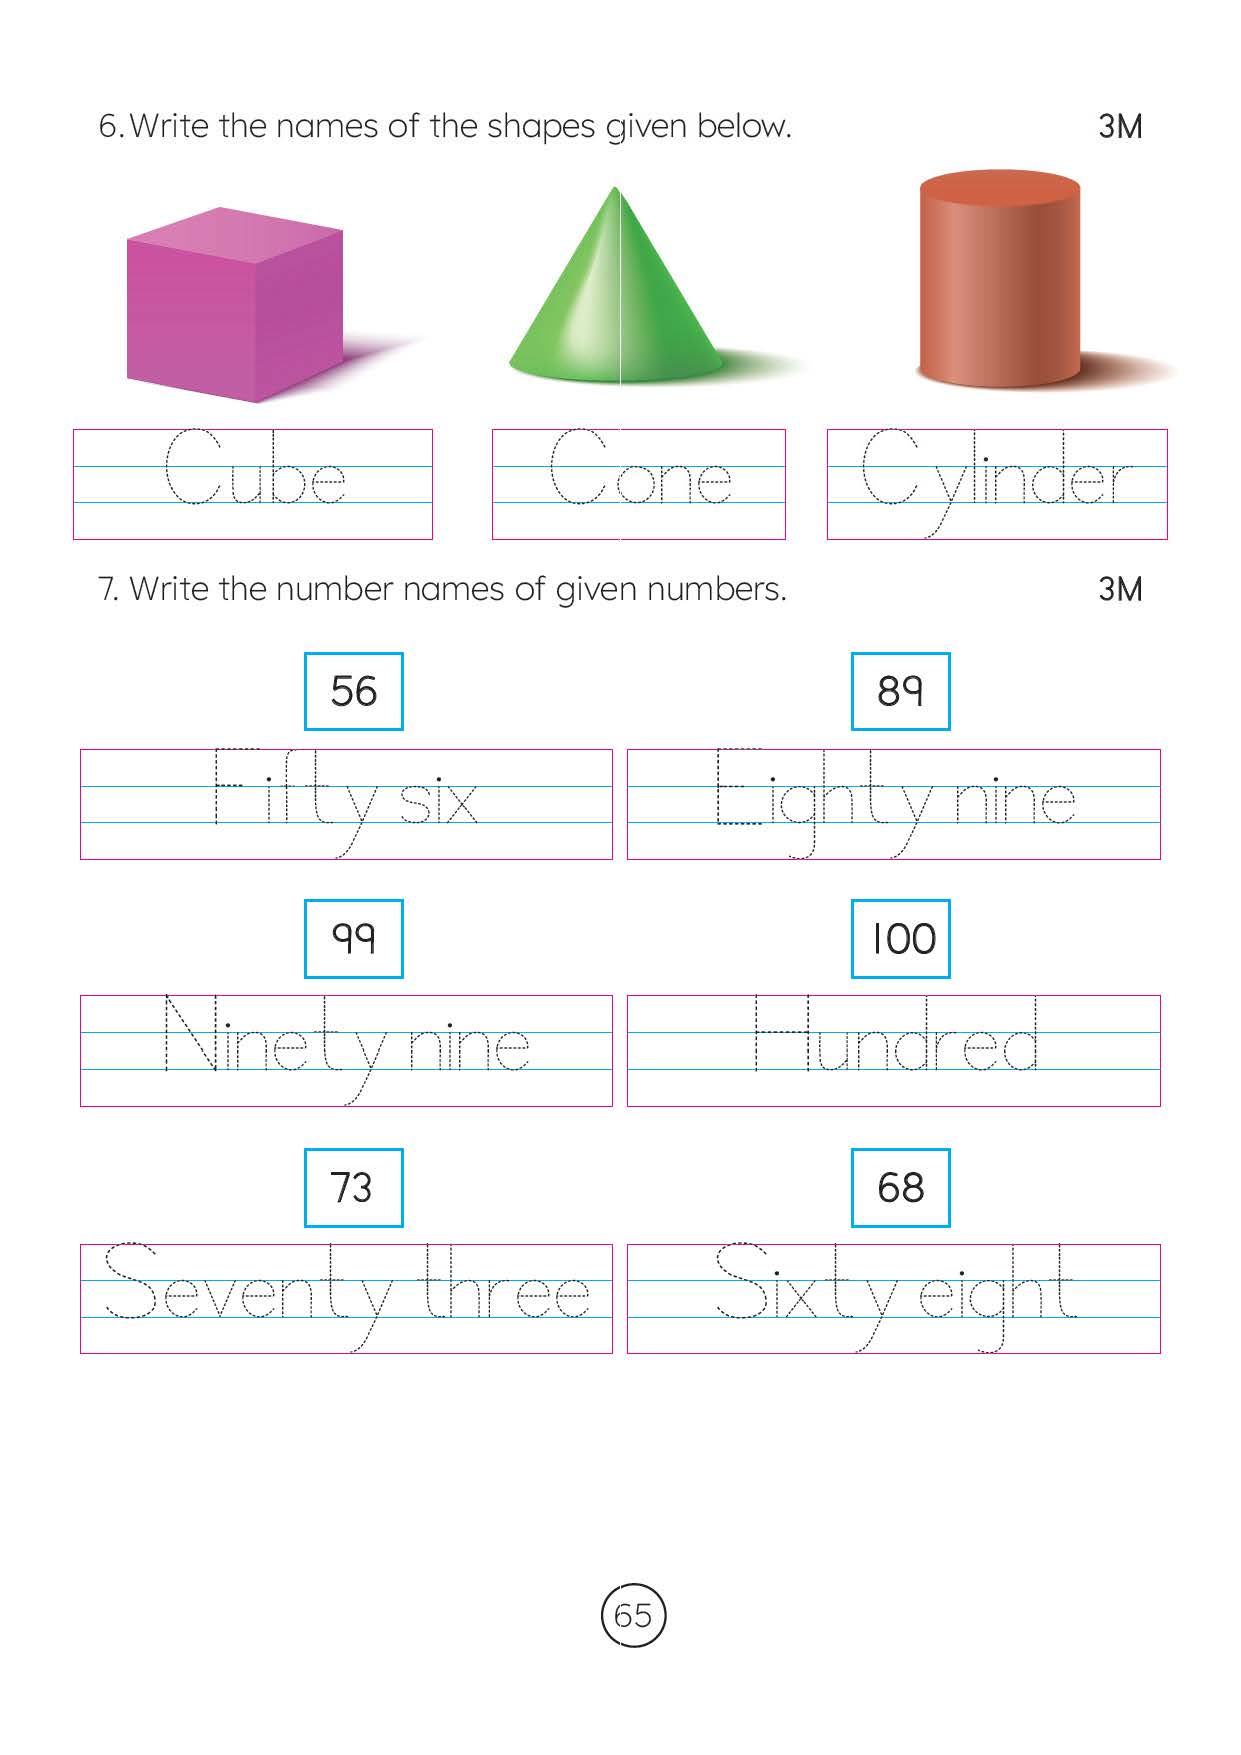 6. Write the names of the shapes given below. 3M
Cube Cone Cylinder
7. Write the number names of given numbers. 3M
56 89
Fifty six Eighty nine
99 100
Ninety nine Hundred
73 68
Seventy three Sixty eight
65